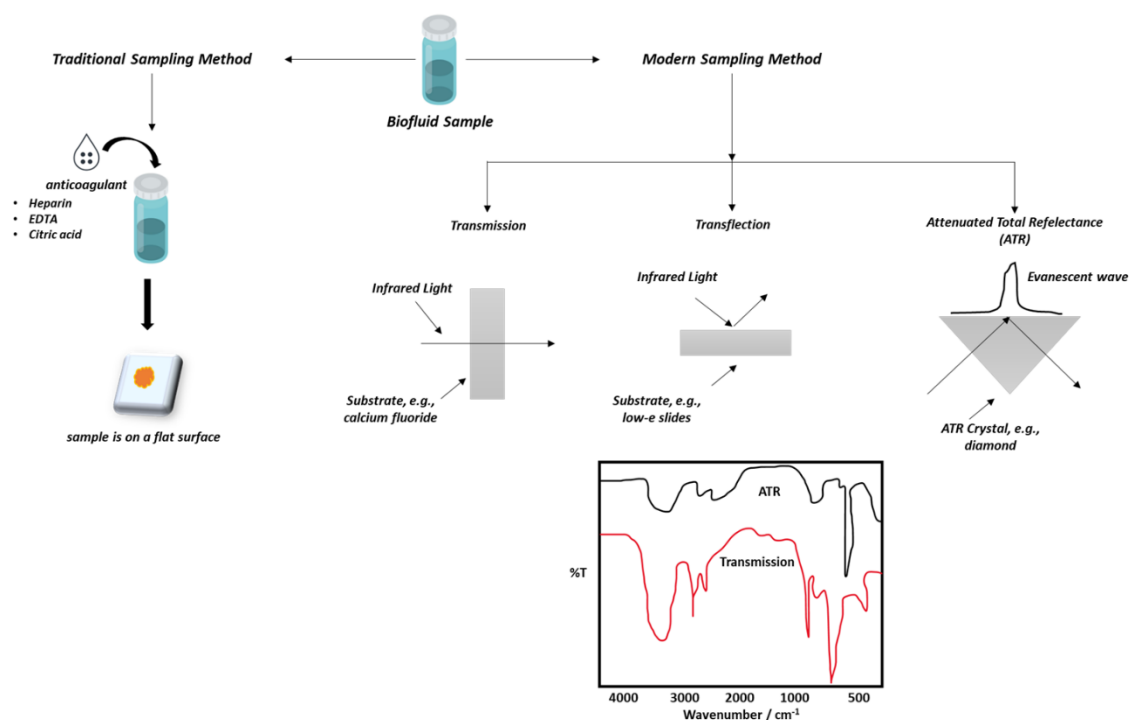 Traditional Sampling Method
Modern Sampling Method
Biofluid Sample
anticoagulant
• Heparin
• EDTA
• Citric acid
sample is on a flat surface
Transmission
Transflection
Attenuated Total Refelectance
(ATR)
Infrared Light
Substrate, e.g.,
calcium fluoride
Infrared Light
Substrate, e.g.,
low-e slides
Evanescent wave
ATR Crystal, e.g.,
diamond
ATR
Transmission
%T
4000 3000 2000 1000 500
Wavenumber / cm⁻¹